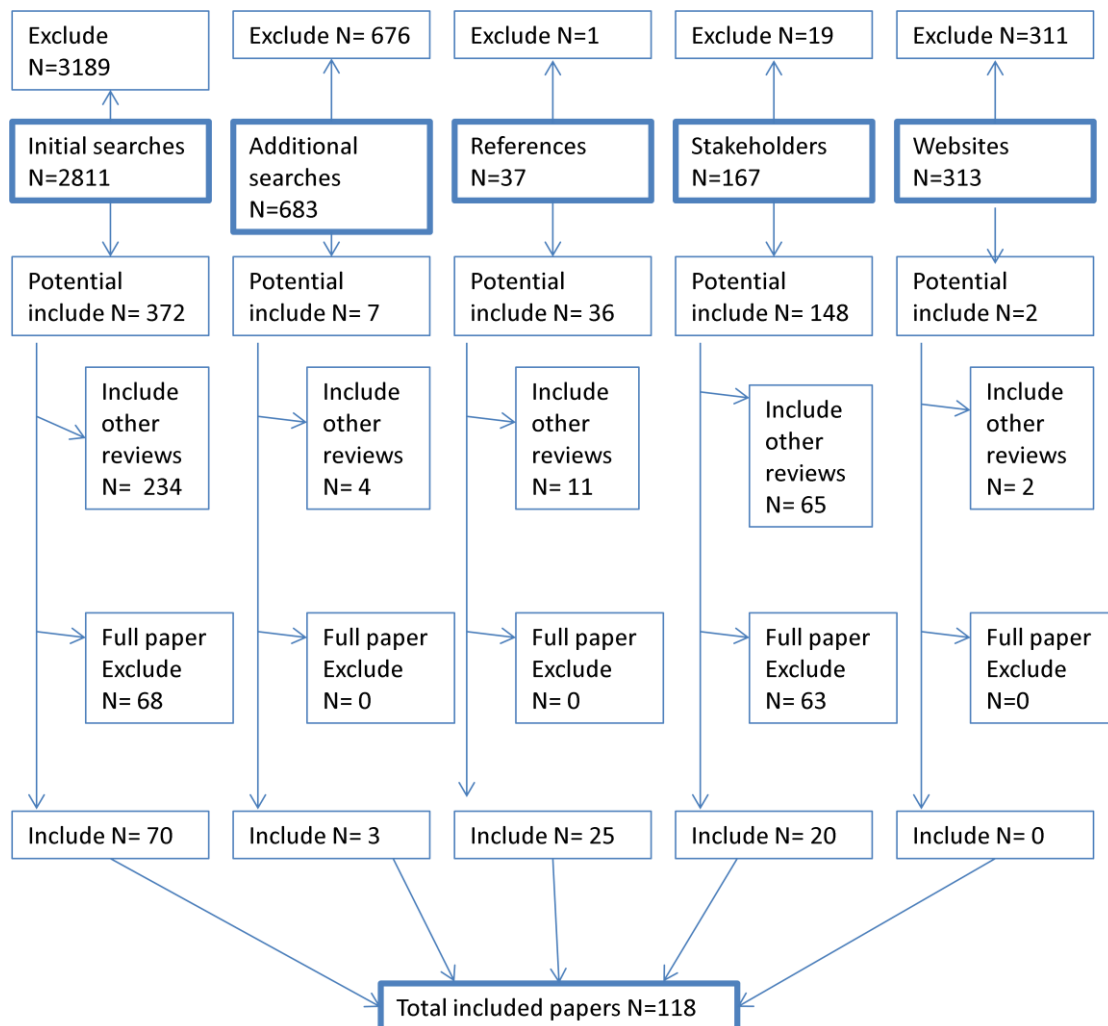 Exclude
N=3189
Exclude N= 676
Exclude N=1
Exclude N=19
Exclude N=311
Initial searches
N=2811
Additional
searches
N=683
References
N=37
Stakeholders
N=167
Websites
N=313
Potential
include N= 372
Potential
include N= 7
Potential
include N= 36
Potential
include N= 148
Potential
include N=2
Include
other
reviews
N=  234
Include
other
reviews
N= 4
Include
other
reviews
N= 11
Include
other
reviews
N= 65
Include
other
reviews
N= 2
Full paper
Exclude
N= 68
Full paper
Exclude
N= 0
Full paper
Exclude
N= 0
Full paper
Exclude
N= 63
Full paper
Exclude
N=0
Include N= 70
Include N= 3
Include N= 25
Include N= 20
Include N= 0
Total included papers N=118